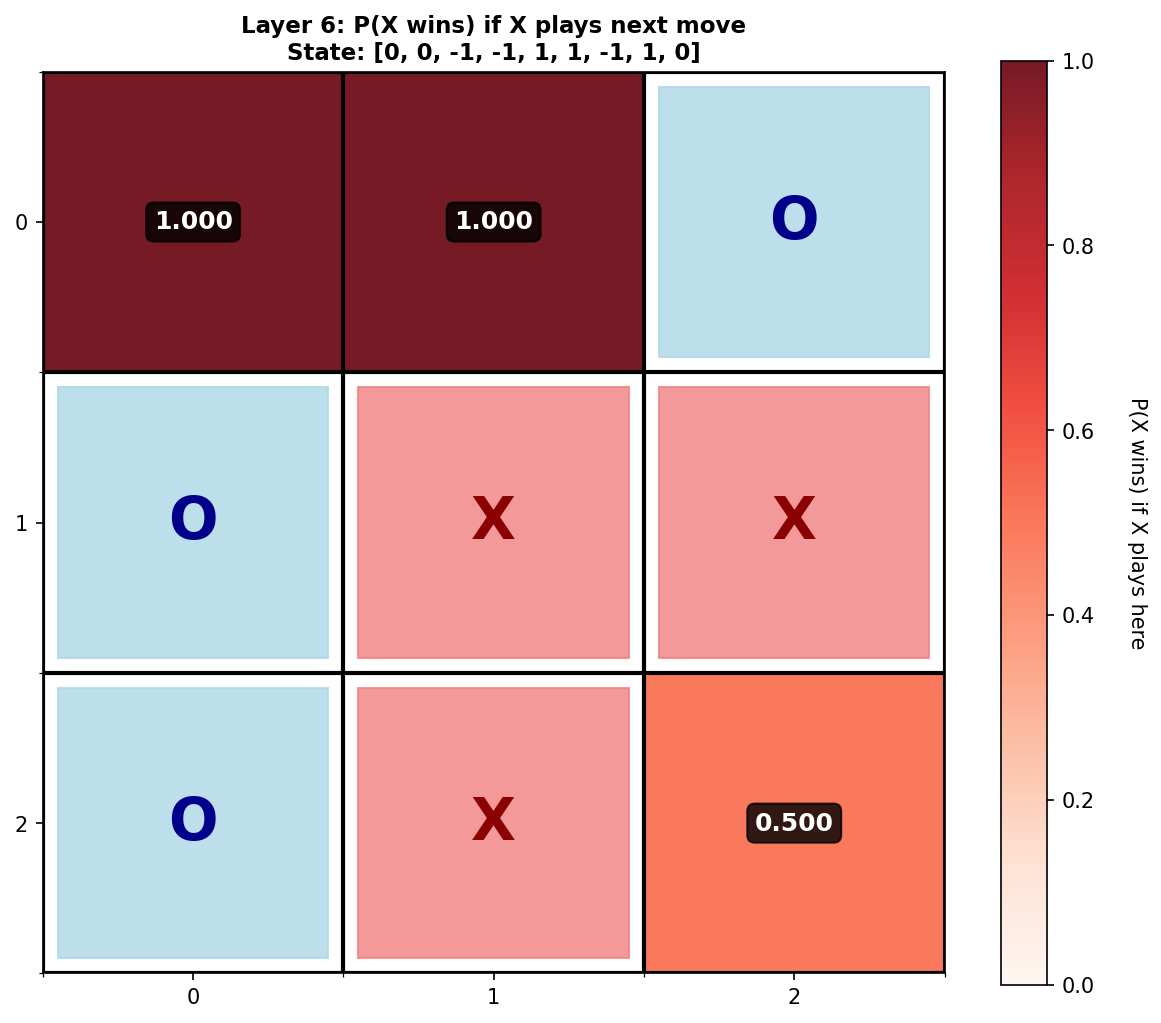 Layer 6: P(X wins) if X plays next move
State: [0, 0, -1, -1, 1, 1, -1, 1, 0]
0
1.000
1.000
O
1
O
X
X
2
O
X
0.500
0
1
2
1.0
0.8
0.6
0.4
0.2
0.0
P(X wins) if X plays here